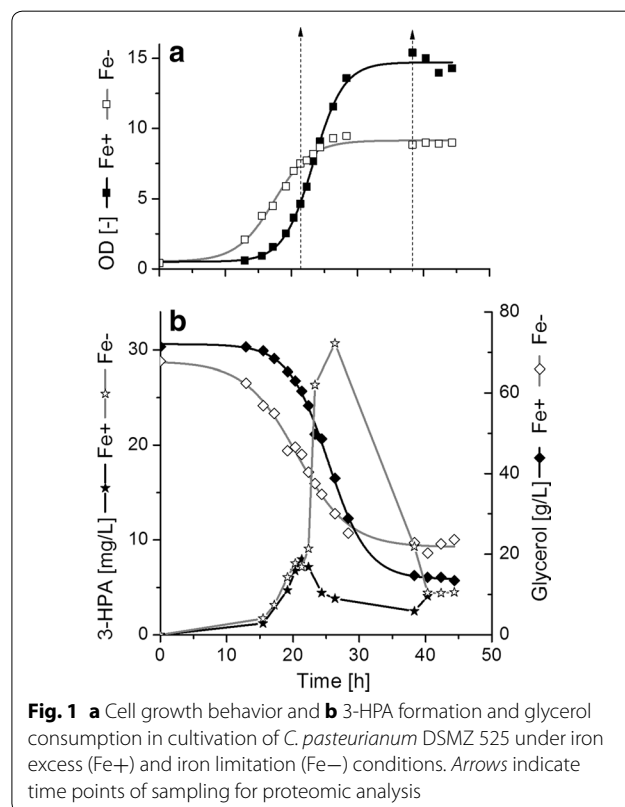 a
15
10
5
0
OD [-]
Fe+
Fe-
b
30
20
10
0
3-HPA [mg/L]
Fe+
Fe-
80
60
40
20
0
Glycerol [g/L]
Fe+
Fe-
0
10
20
30
40
50
Time [h]
Fig. 1 a Cell growth behavior and b 3-HPA formation and glycerol
consumption in cultivation of C. pasteurianum DSMZ 525 under iron
excess (Fe+) and iron limitation (Fe−) conditions. Arrows indicate
time points of sampling for proteomic analysis